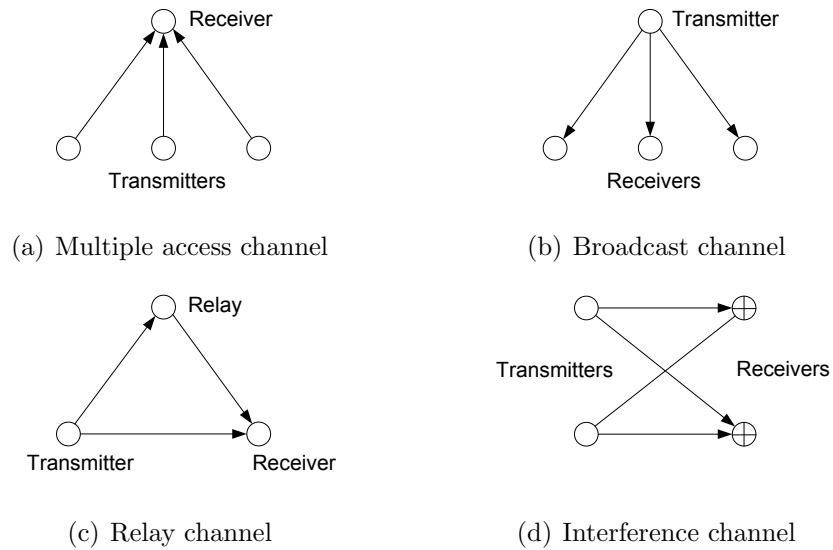 Receiver
Transmitters
(a) Multiple access channel
Transmitter
Receivers
(b) Broadcast channel
Relay
Transmitter
Receiver
(c) Relay channel
Transmitters
Receivers
(d) Interference channel